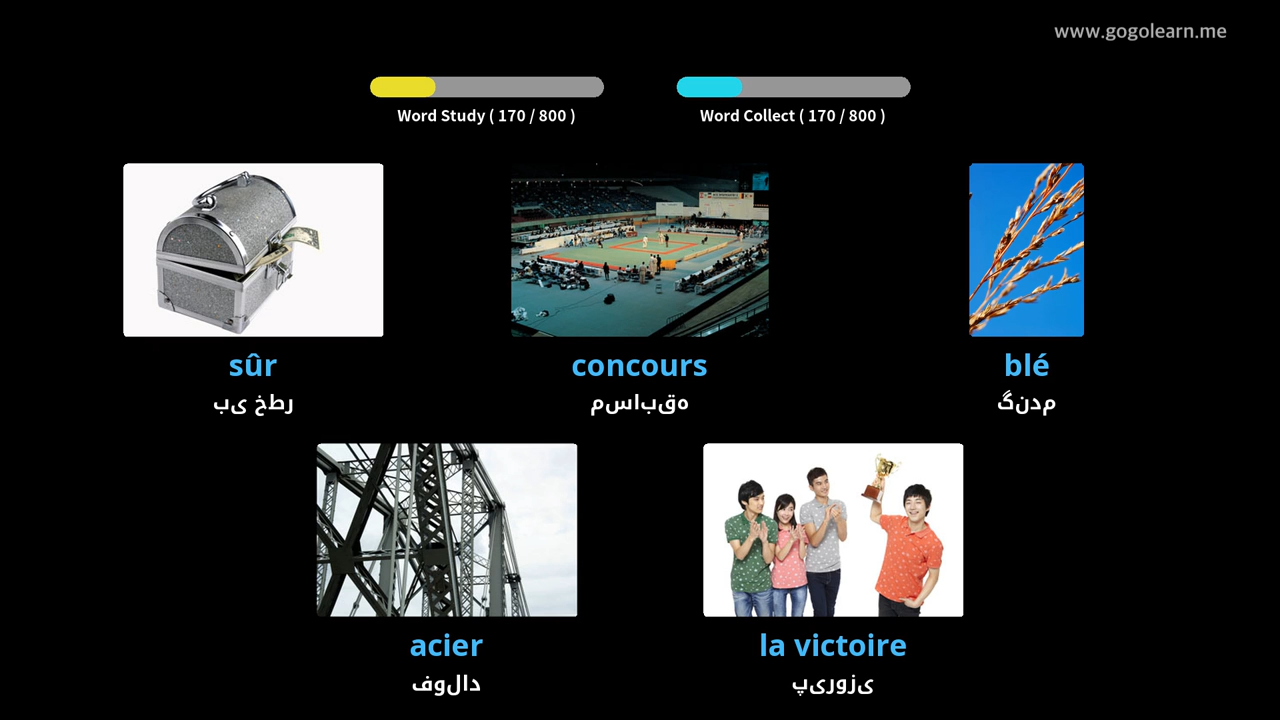 www.gogolearn.me
Word Study ( 170 / 800 )
Word Collect ( 170 / 800 )
sûr
بی خطر
concours
مسابقه
blé
گندم
acier
فولاد
la victoire
پیروزی